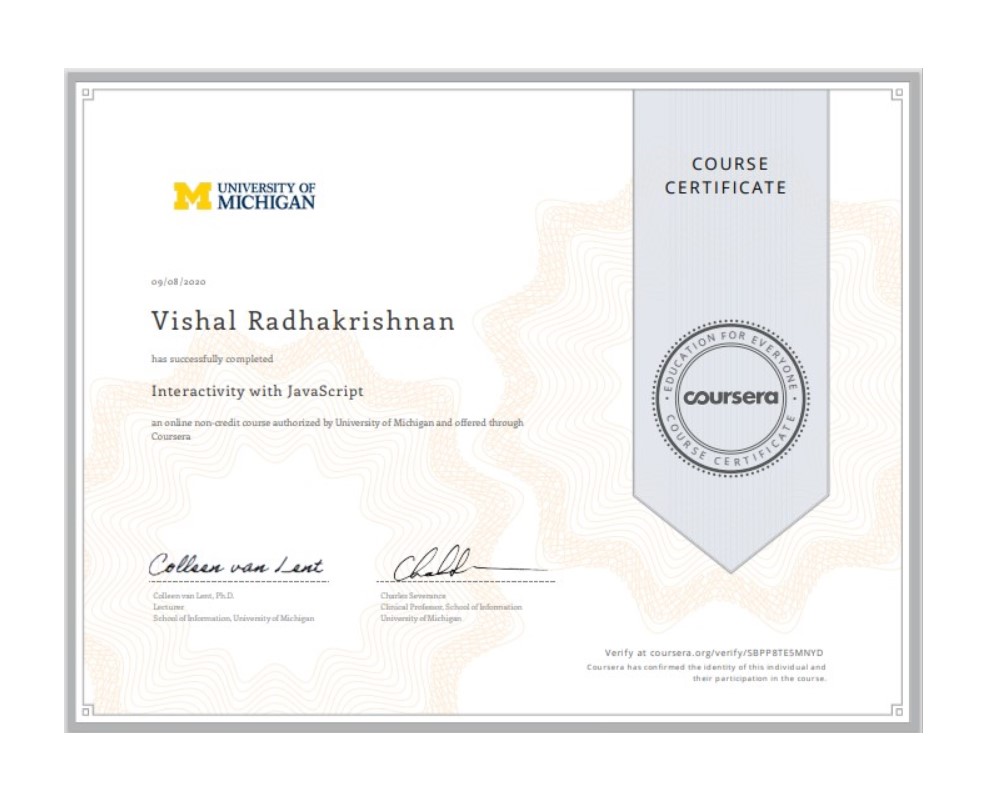 COURSE
CERTIFICATE
UNIVERSITY OF
MICHIGAN
09/08/2020
Vishal Radhakrishnan
has successfully completed
Interactivity with JavaScript
an online non-credit course authorized by University of Michigan and offered through
Coursera
EDUCATION FOR EVERYONE
coursera
COURSE CERTIFICATE
Colleen van Lent
Colleen van Lent, Ph.D.
Lecturer
School of Information, University of Michigan
Charles Severance
Clinical Professor, School of Information
University of Michigan
Verify at coursera.org/verify/SBPP8TESMNYD
Coursera has confirmed the identity of this individual and
their participation in the course.